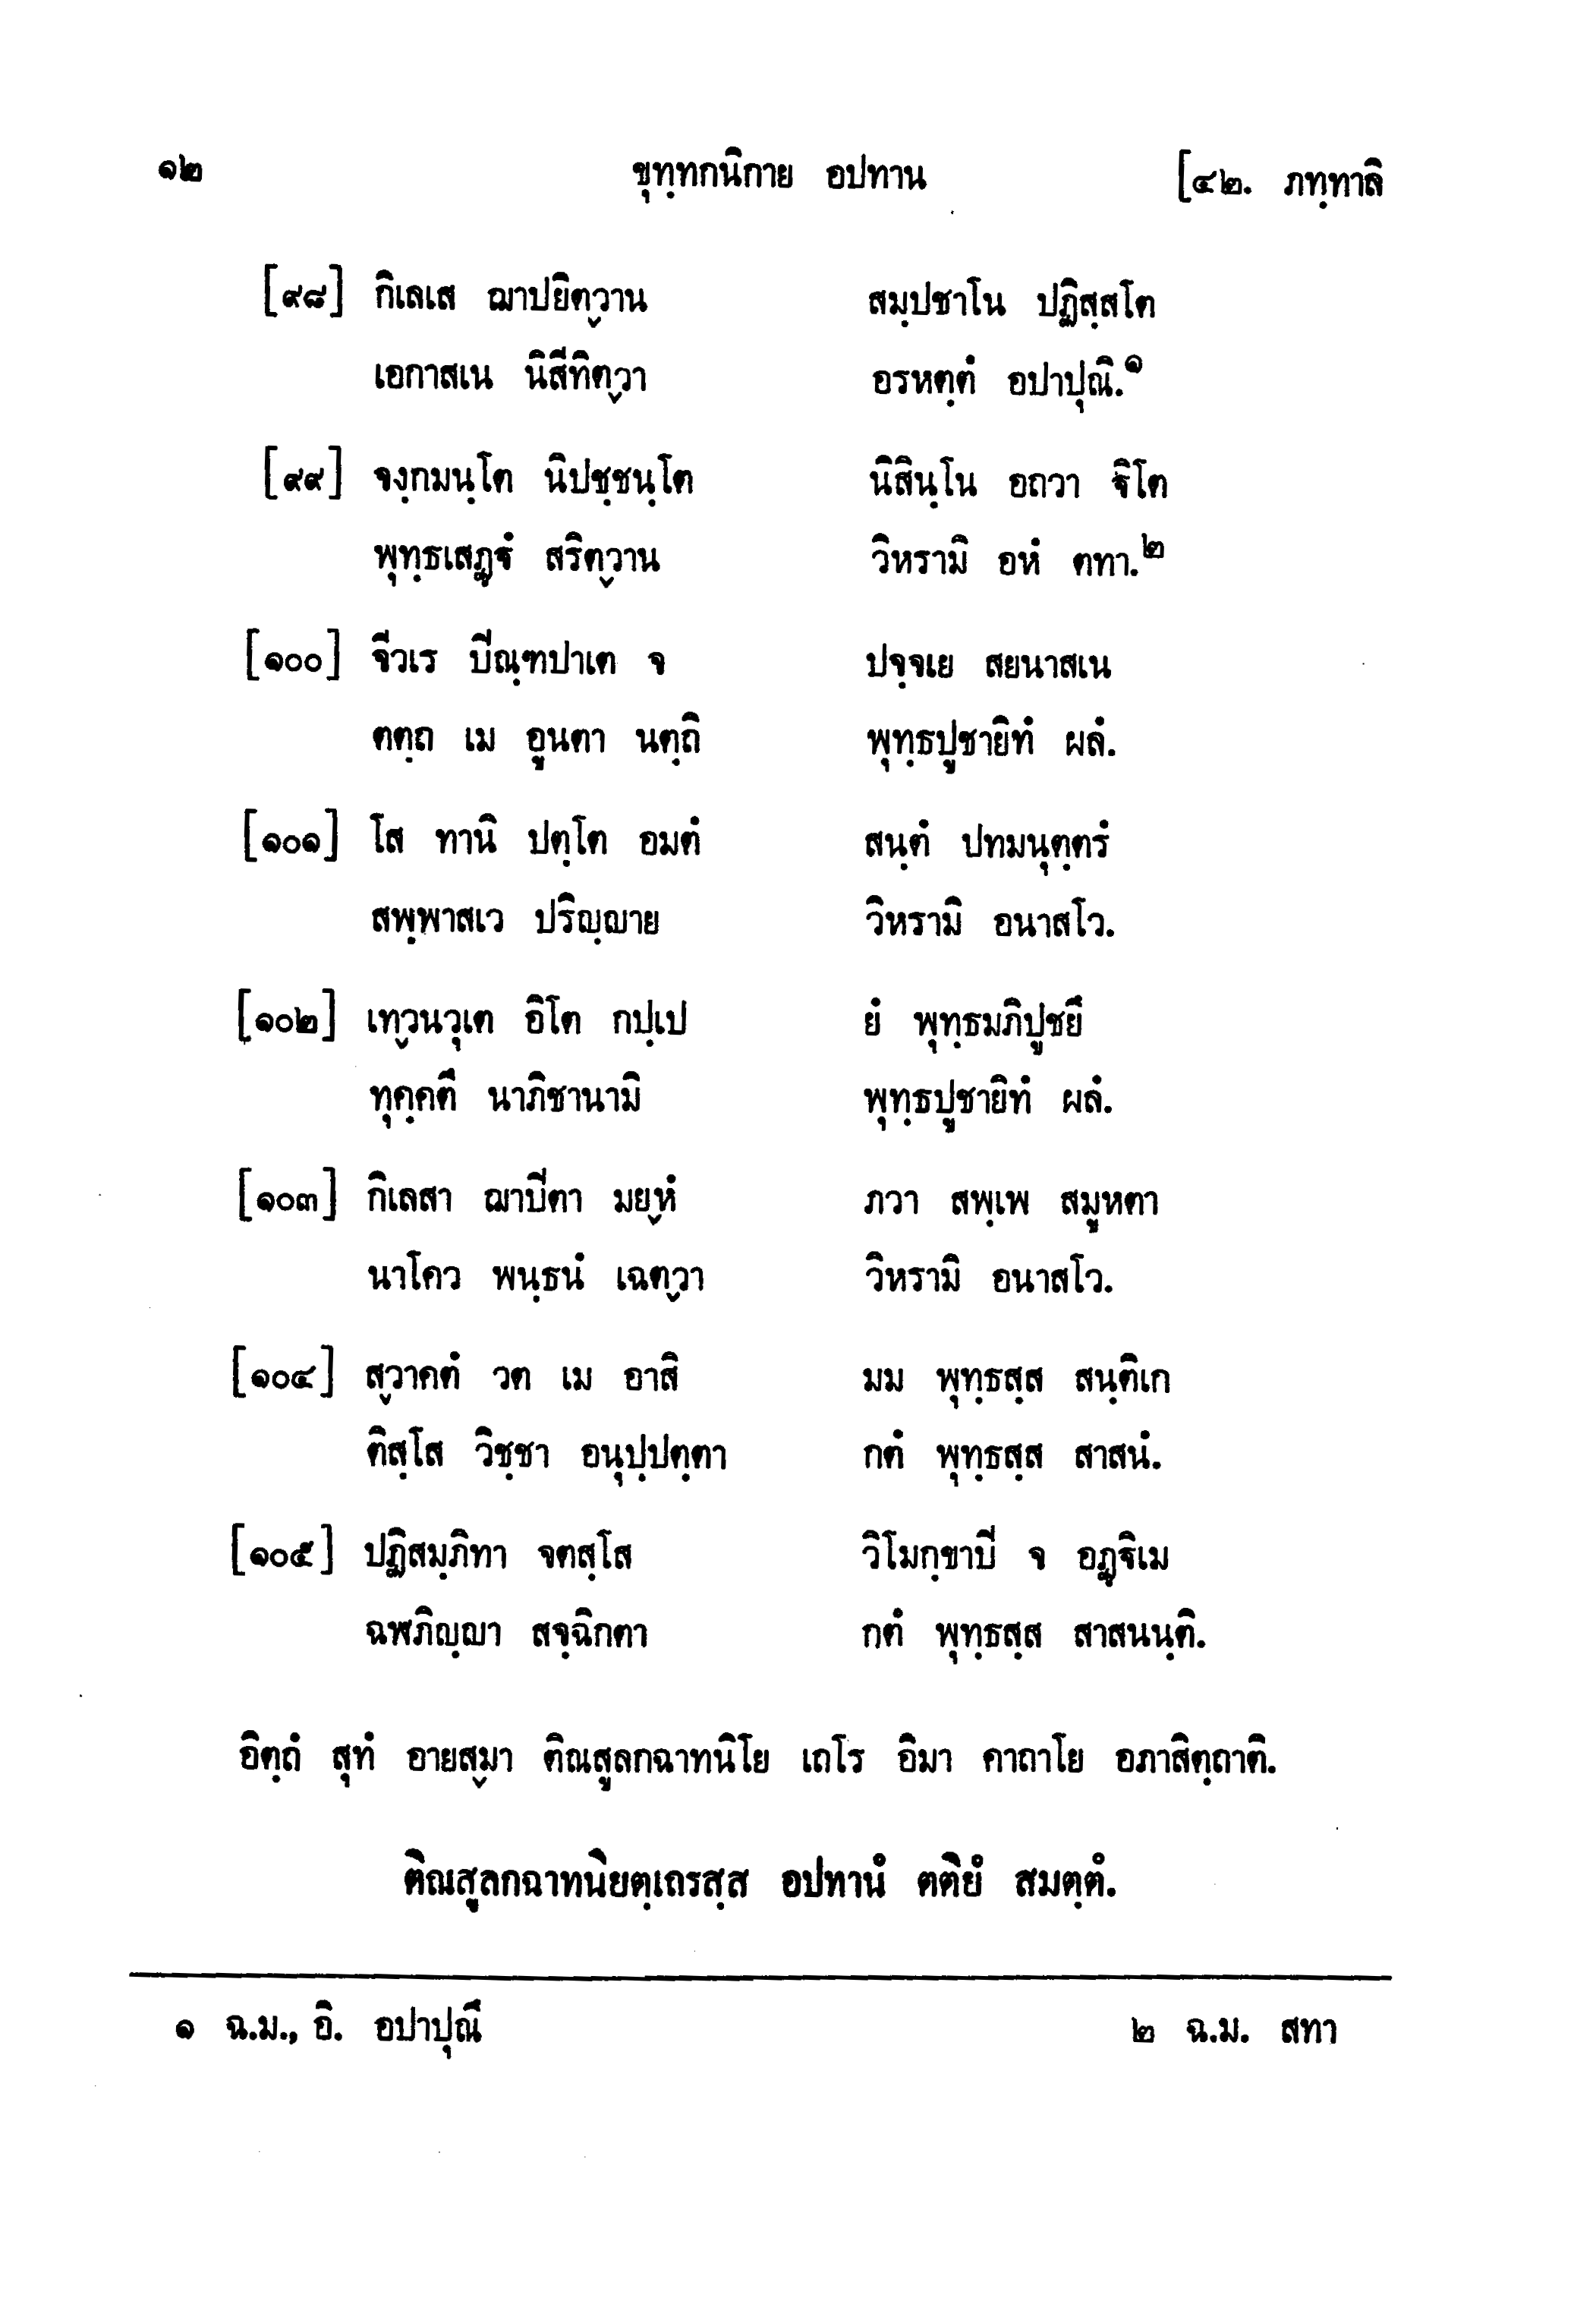 ๑๒ ขุทฺทกนิกาย อปทาน [๔๒. ภทฺทาลิ
[๙๘] กิเลเส ฌาปยิตฺวาน สมฺปชาโน ปฏิสฺสโต
เอกาสเน นิสีทิตฺวา อรหตฺตํ อปาปุณิ.๑
[๙๙] จงฺกมนฺโต นิปชฺชนฺโต นิสินฺโน อถวา ฐิโต
พุทฺธเสฏฺฐํ สริตฺวาน วิหรามิ อหํ ตทา.๒
[๑๐๐] จีวเร ปิณฺฑปาเต จ ปจฺจเย สยนาสเน
ตตฺถ เม อูนตา นตฺถิ พุทฺธปูชายิทํ ผลํ.
[๑๐๑] โส ทานิ ปตฺโต อมตํ สนฺตํ ปทมนุตฺตรํ
สพฺพาสเว ปริญฺญาย วิหรามิ อนาสโว.
[๑๐๒] เทฺวนวุเต อิโต กปฺเป ยํ พุทฺธมภิปูชยึ
ทุคฺคตึ นาภิชานามิ พุทฺธปูชายิทํ ผลํ.
[๑๐๓] กิเลสา ฌาปิตา มยฺหํ ภวา สพฺเพ สมูหตา
นาโคว พนฺธนํ เฉตฺวา วิหรามิ อนาสโว.
[๑๐๔] สฺวาคตํ วต เม อาสิ มม พุทฺธสฺส สนฺติเก
ติสฺโส วิชฺชา อนุปฺปตฺตา กตํ พุทฺธสฺส สาสนํ.
[๑๐๕] ปฏิสมฺภิทา จตสฺโส วิโมกฺขาปิ จ อฏฺฐิเม
ฉฬภิญฺญา สจฺฉิกตา กตํ พุทฺธสฺส สาสนนฺติ.
อิตฺถํ สุทํ อายสฺมา ติณสูลกฉาทนิโย เถโร อิมา คาถาโย อภาสิตฺถาติ.
ติณสูลกฉาทนิยตฺเถรสฺส อปทานํ ตติยํ สมตฺตํ.
๑ ฉ.ม., อิ. อปาปุณึ ๒ ฉ.ม. สทา